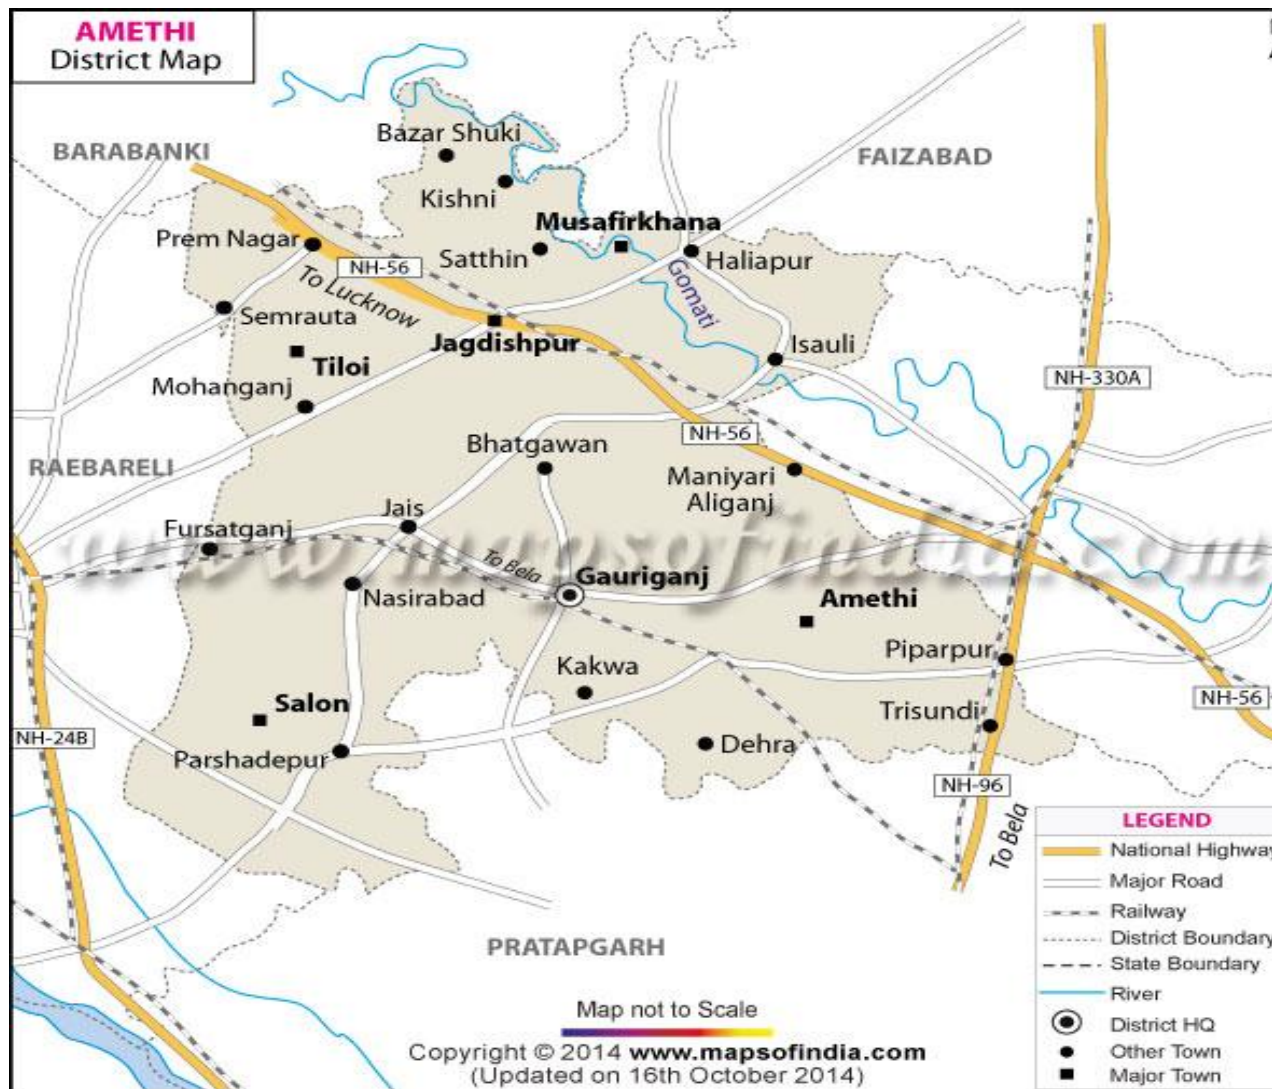 AMETHI
District Map
BARABANKI
Bazar Shuki
FAIZABAD
Kishni
Musafirkhana
Prem Nagar
Satthin
Haliapur
NH-56
To Lucknow
Gomati
Semrauta
Jagdishpur
Isauli
Tiloi
Mohanganj
NH-330A
NH-56
Bhatgawan
RAEBARELI
Maniyari
Aliganj
Jais
Fursatganj
www.mapsofindia.com
To Bela
Gauriganj
Nasirabad
Amethi
Piparpur
Kakwa
NH-56
Salon
Trisundi
NH-24B
Dehra
Parshadepur
NH-96
To Bela
PRATAPGARH
LEGEND
National Highway
Major Road
Railway
District Boundary
State Boundary
River
District HQ
Other Town
Major Town
Map not to Scale
Copyright © 2014 www.mapsofindia.com
(Updated on 16th October 2014)